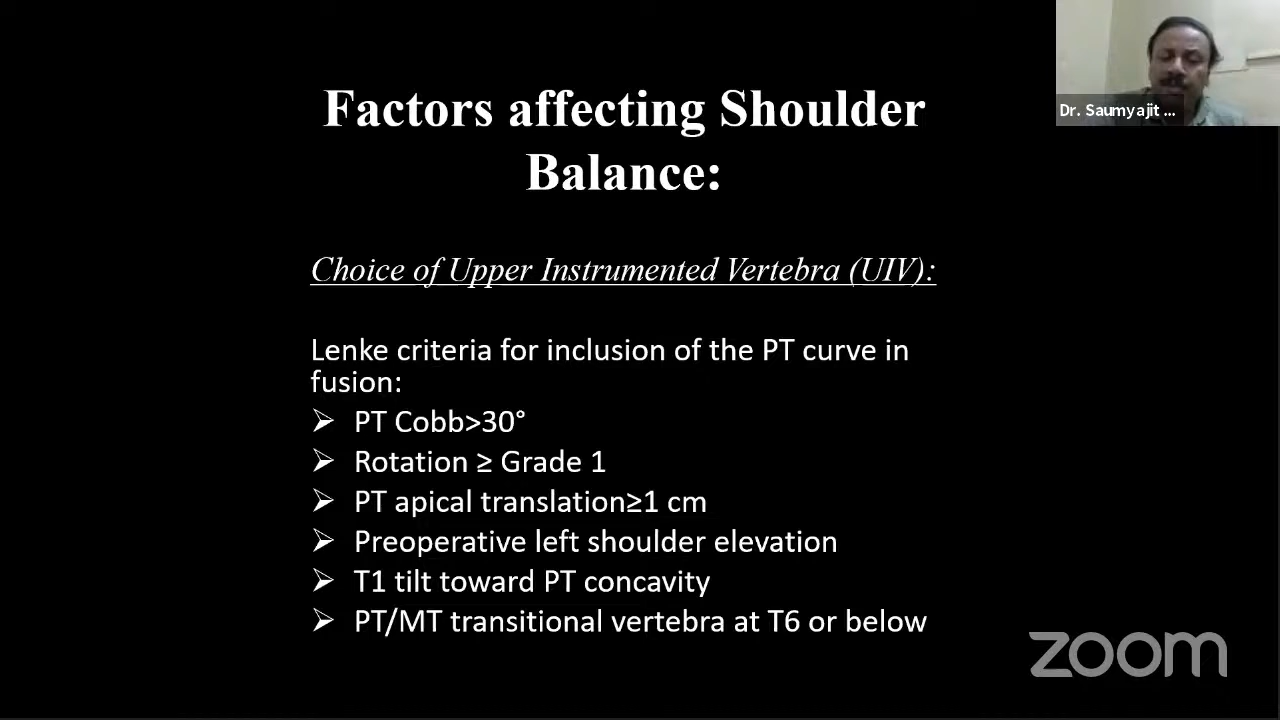 Factors affecting Shoulder
Balance:
Dr. Saumyajit ...
Choice of Upper Instrumented Vertebra (UIV):
Lenke criteria for inclusion of the PT curve in
fusion:
➢ PT Cobb>30°
➢ Rotation ≥ Grade 1
➢ PT apical translation≥1 cm
➢ Preoperative left shoulder elevation
➢ T1 tilt toward PT concavity
➢ PT/MT transitional vertebra at T6 or below
zoom